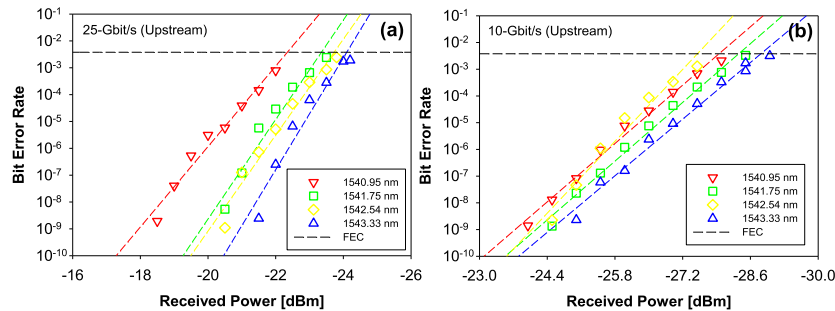 25-Gbit/s (Upstream)
(a)
Bit Error Rate
10-1
10-2
10-3
10-4
10-5
10-6
10-7
10-8
10-9
10-10
1540.95 nm
1541.75 nm
1542.54 nm
1543.33 nm
FEC
-16 -18 -20 -22 -24 -26
Received Power [dBm]
10-Gbit/s (Upstream)
(b)
Bit Error Rate
10-1
10-2
10-3
10-4
10-5
10-6
10-7
10-8
10-9
10-10
1540.95 nm
1541.75 nm
1542.54 nm
1543.33 nm
FEC
-23.0 -24.4 -25.8 -27.2 -28.6 -30.0
Received Power [dBm]